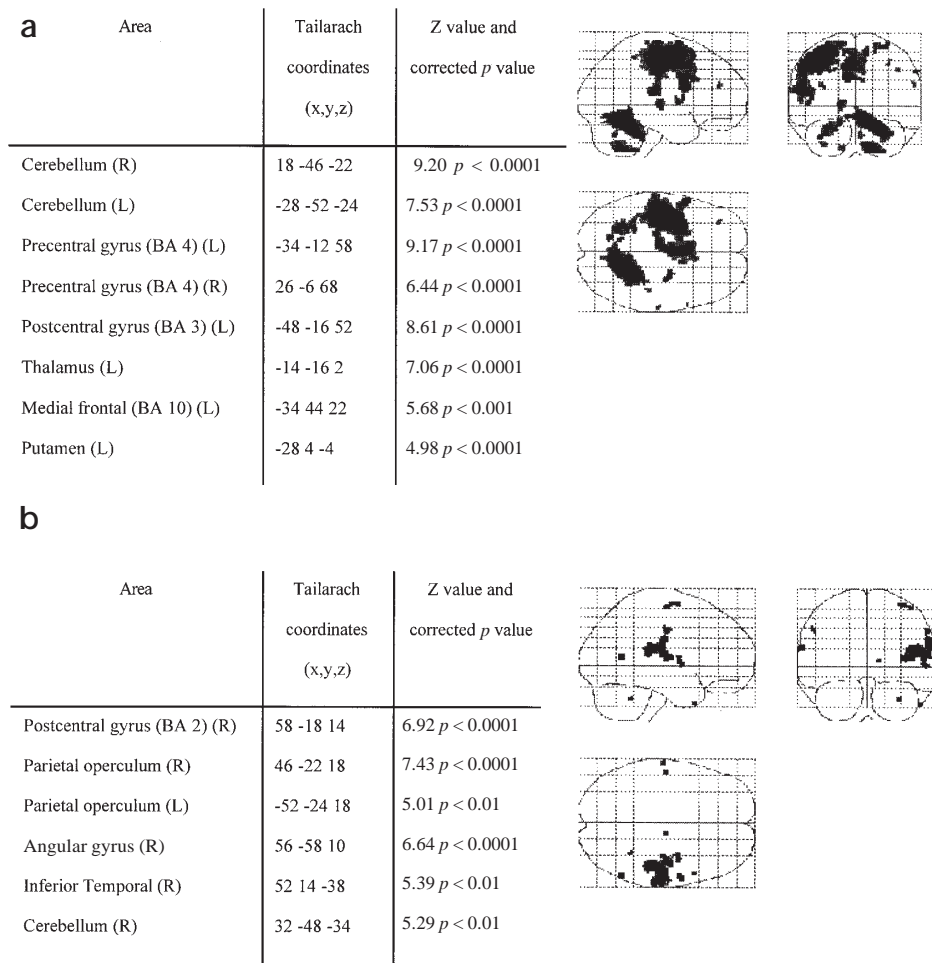 a
Area Tailarach Z value and
coordinates corrected p value
(x,y,z)
Cerebellum (R) 18 -46 -22 9.20 p < 0.0001
Cerebellum (L) -28 -52 -24 7.53 p < 0.0001
Precentral gyrus (BA 4) (L) -34 -12 58 9.17 p < 0.0001
Precentral gyrus (BA 4) (R) 26 -6 68 6.44 p < 0.0001
Postcentral gyrus (BA 3) (L) -48 -16 52 8.61 p < 0.0001
Thalamus (L) -14 -16 2 7.06 p < 0.0001
Medial frontal (BA 10) (L) -34 44 22 5.68 p < 0.001
Putamen (L) -28 4 -4 4.98 p < 0.0001
b
Area Tailarach Z value and
coordinates corrected p value
(x,y,z)
Postcentral gyrus (BA 2) (R) 58 -18 14 6.92 p < 0.0001
Parietal operculum (R) 46 -22 18 7.43 p < 0.0001
Parietal operculum (L) -52 -24 18 5.01 p < 0.01
Angular gyrus (R) 56 -58 10 6.64 p < 0.0001
Inferior Temporal (R) 52 14 -38 5.39 p < 0.01
Cerebellum (R) 32 -48 -34 5.29 p < 0.01